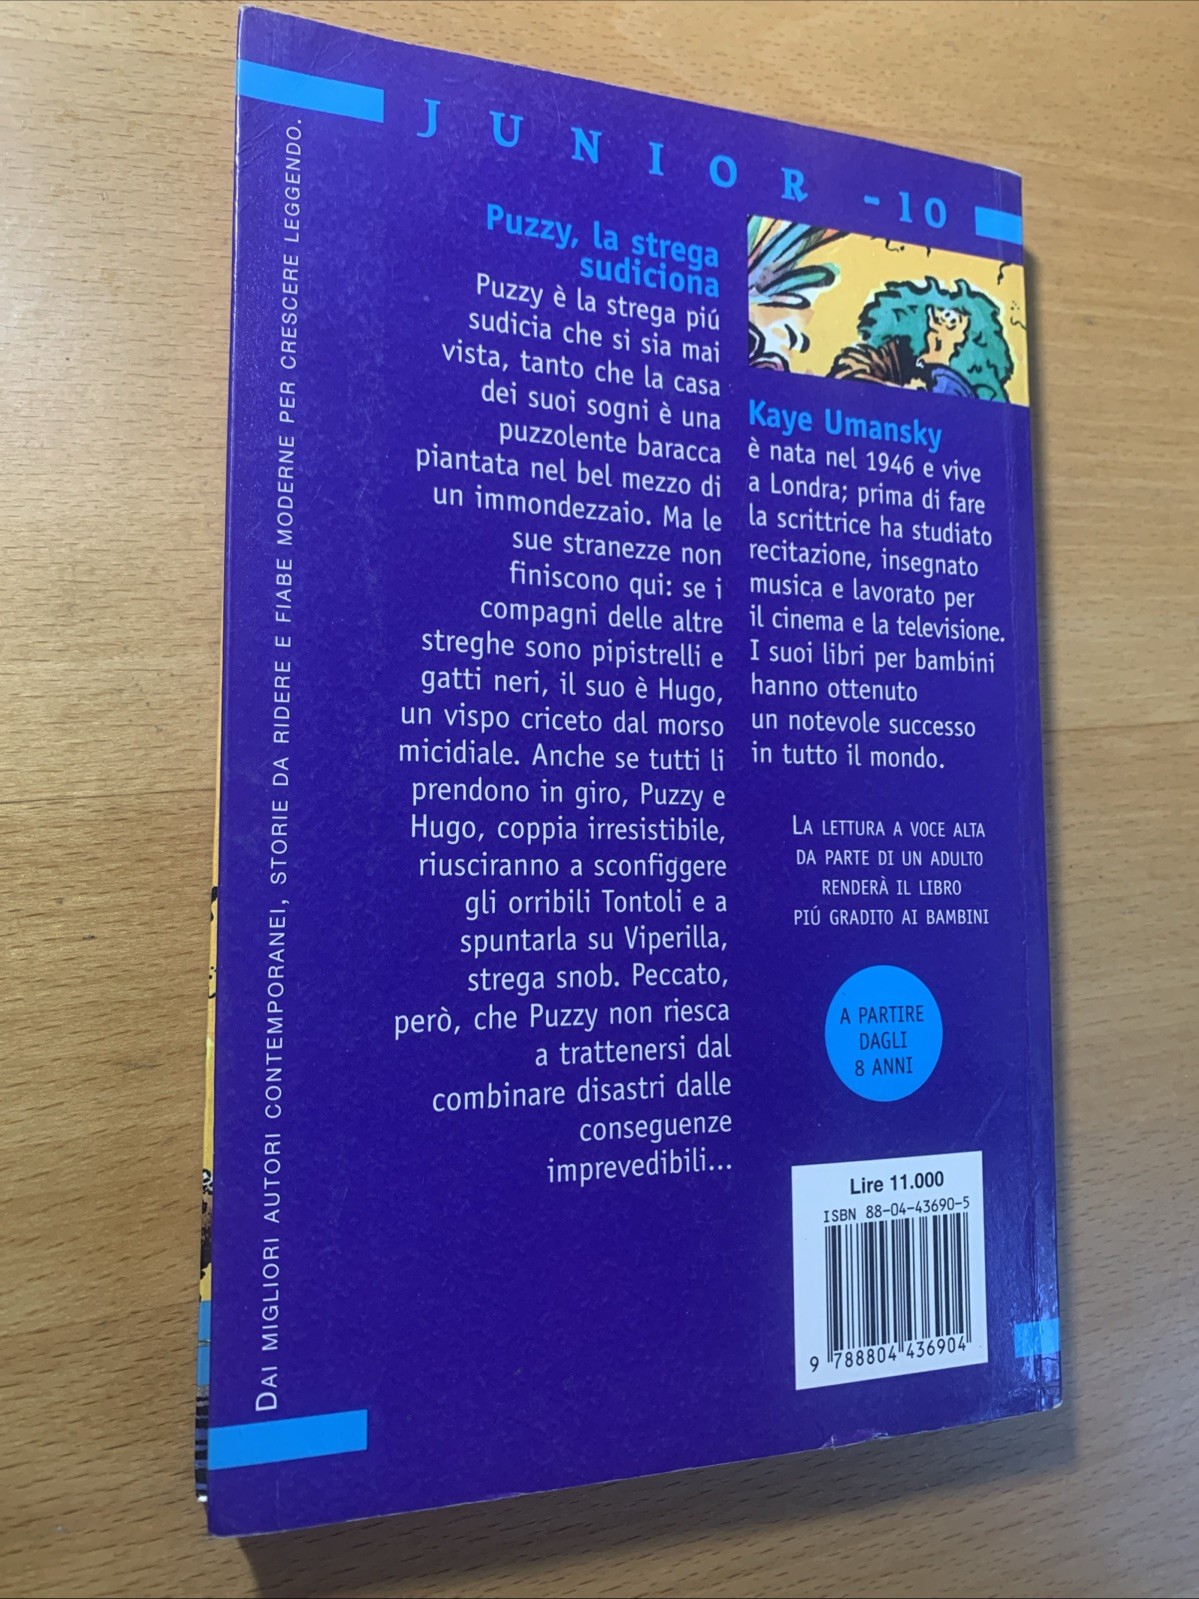 JUNIOR -10
Puzzy, la strega
sudiciona
Puzzy è la strega piú
sudicia che si sia mai
vista, tanto che la casa
dei suoi sogni è una
puzzolente baracca
piantata nel bel mezzo di
un immondezzaio. Ma le
sue stranezze non
finiscono qui: se i
compagni delle altre
streghe sono pipistrelli e
gatti neri, il suo è Hugo,
un vispo criceto dal morso
micidiale. Anche se tutti li
prendono in giro, Puzzy e
Hugo, coppia irresistibile,
riusciranno a sconfiggere
gli orribili Tontoli e a
spuntarla su Viperilla,
strega snob. Peccato,
però, che Puzzy non riesca
a trattenersi dal
combinare disastri dalle
conseguenze
imprevedibili...
Kaye Umansky
è nata nel 1946 e vive
a Londra; prima di fare
la scrittrice ha studiato
recitazione, insegnato
musica e lavorato per
il cinema e la televisione.
I suoi libri per bambini
hanno ottenuto
un notevole successo
in tutto il mondo.
LA LETTURA A VOCE ALTA
DA PARTE DI UN ADULTO
RENDERÀ IL LIBRO
PIÚ GRADITO AI BAMBINI
A PARTIRE
DAGLI
8 ANNI
Lire 11.000
ISBN 88-04-43690-5
9 788804 436904
DAI MIGLIORI AUTORI CONTEMPORANEI, STORIE DA RIDERE E FIABE MODERNE PER CRESCERE LEGGENDO.